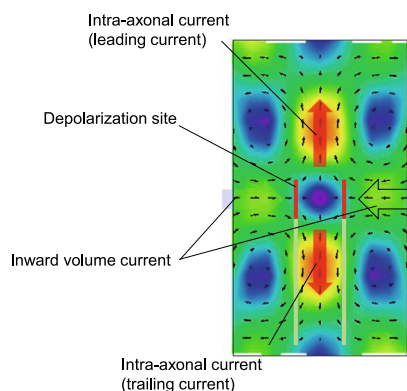 Intra-axonal current
(leading current)
Depolarization site
Inward volume current
Intra-axonal current
(trailing current)